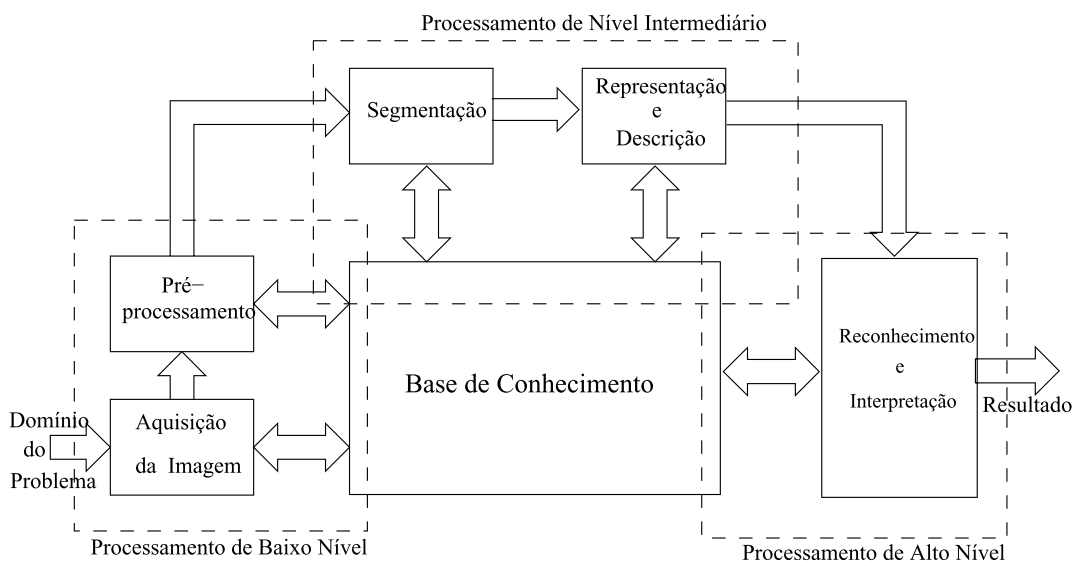 Processamento de Nível Intermediário
Segmentação
Representação
e
Descrição
Pré−
processamento
Base de Conhecimento
Reconhecimento
e
Interpretação
Resultado
Domínio
do
Problema
Aquisição
da Imagem
Processamento de Baixo Nível
Processamento de Alto Nível